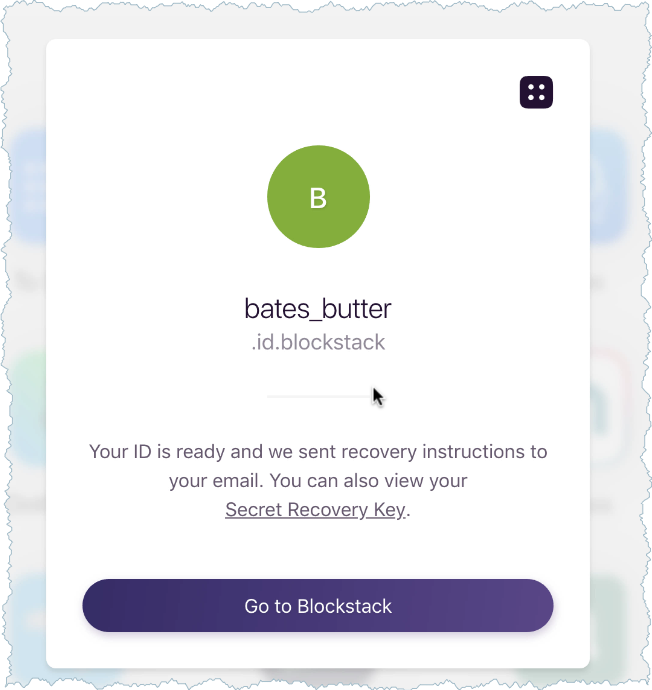 B
bates_butter
.id.blockstack
Your ID is ready and we sent recovery instructions to
your email. You can also view your
Secret Recovery Key.
Go to Blockstack